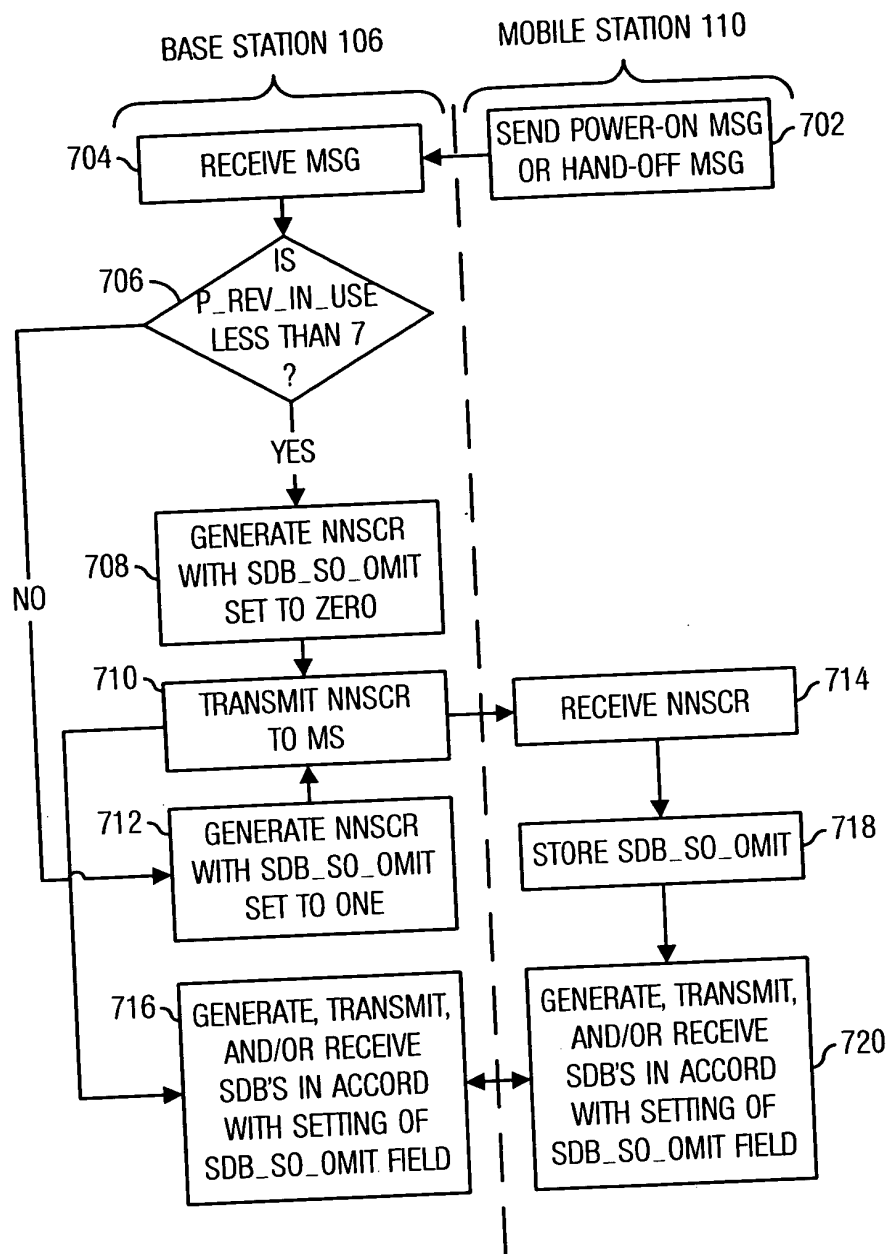 BASE STATION 106
MOBILE STATION 110
704
RECEIVE MSG
SEND POWER-ON MSG
OR HAND-OFF MSG
702
706
IS
P_REV_IN_USE
LESS THAN 7
?
YES
NO
708
GENERATE NNSCR
WITH SDB_SO_OMIT
SET TO ZERO
710
TRANSMIT NNSCR
TO MS
RECEIVE NNSCR
714
712
GENERATE NNSCR
WITH SDB_SO_OMIT
SET TO ONE
STORE SDB_SO_OMIT
718
716
GENERATE, TRANSMIT,
AND/OR RECEIVE
SDB'S IN ACCORD
WITH SETTING OF
SDB_SO_OMIT FIELD
GENERATE, TRANSMIT,
AND/OR RECEIVE
SDB'S IN ACCORD
WITH SETTING OF
SDB_SO_OMIT FIELD
720